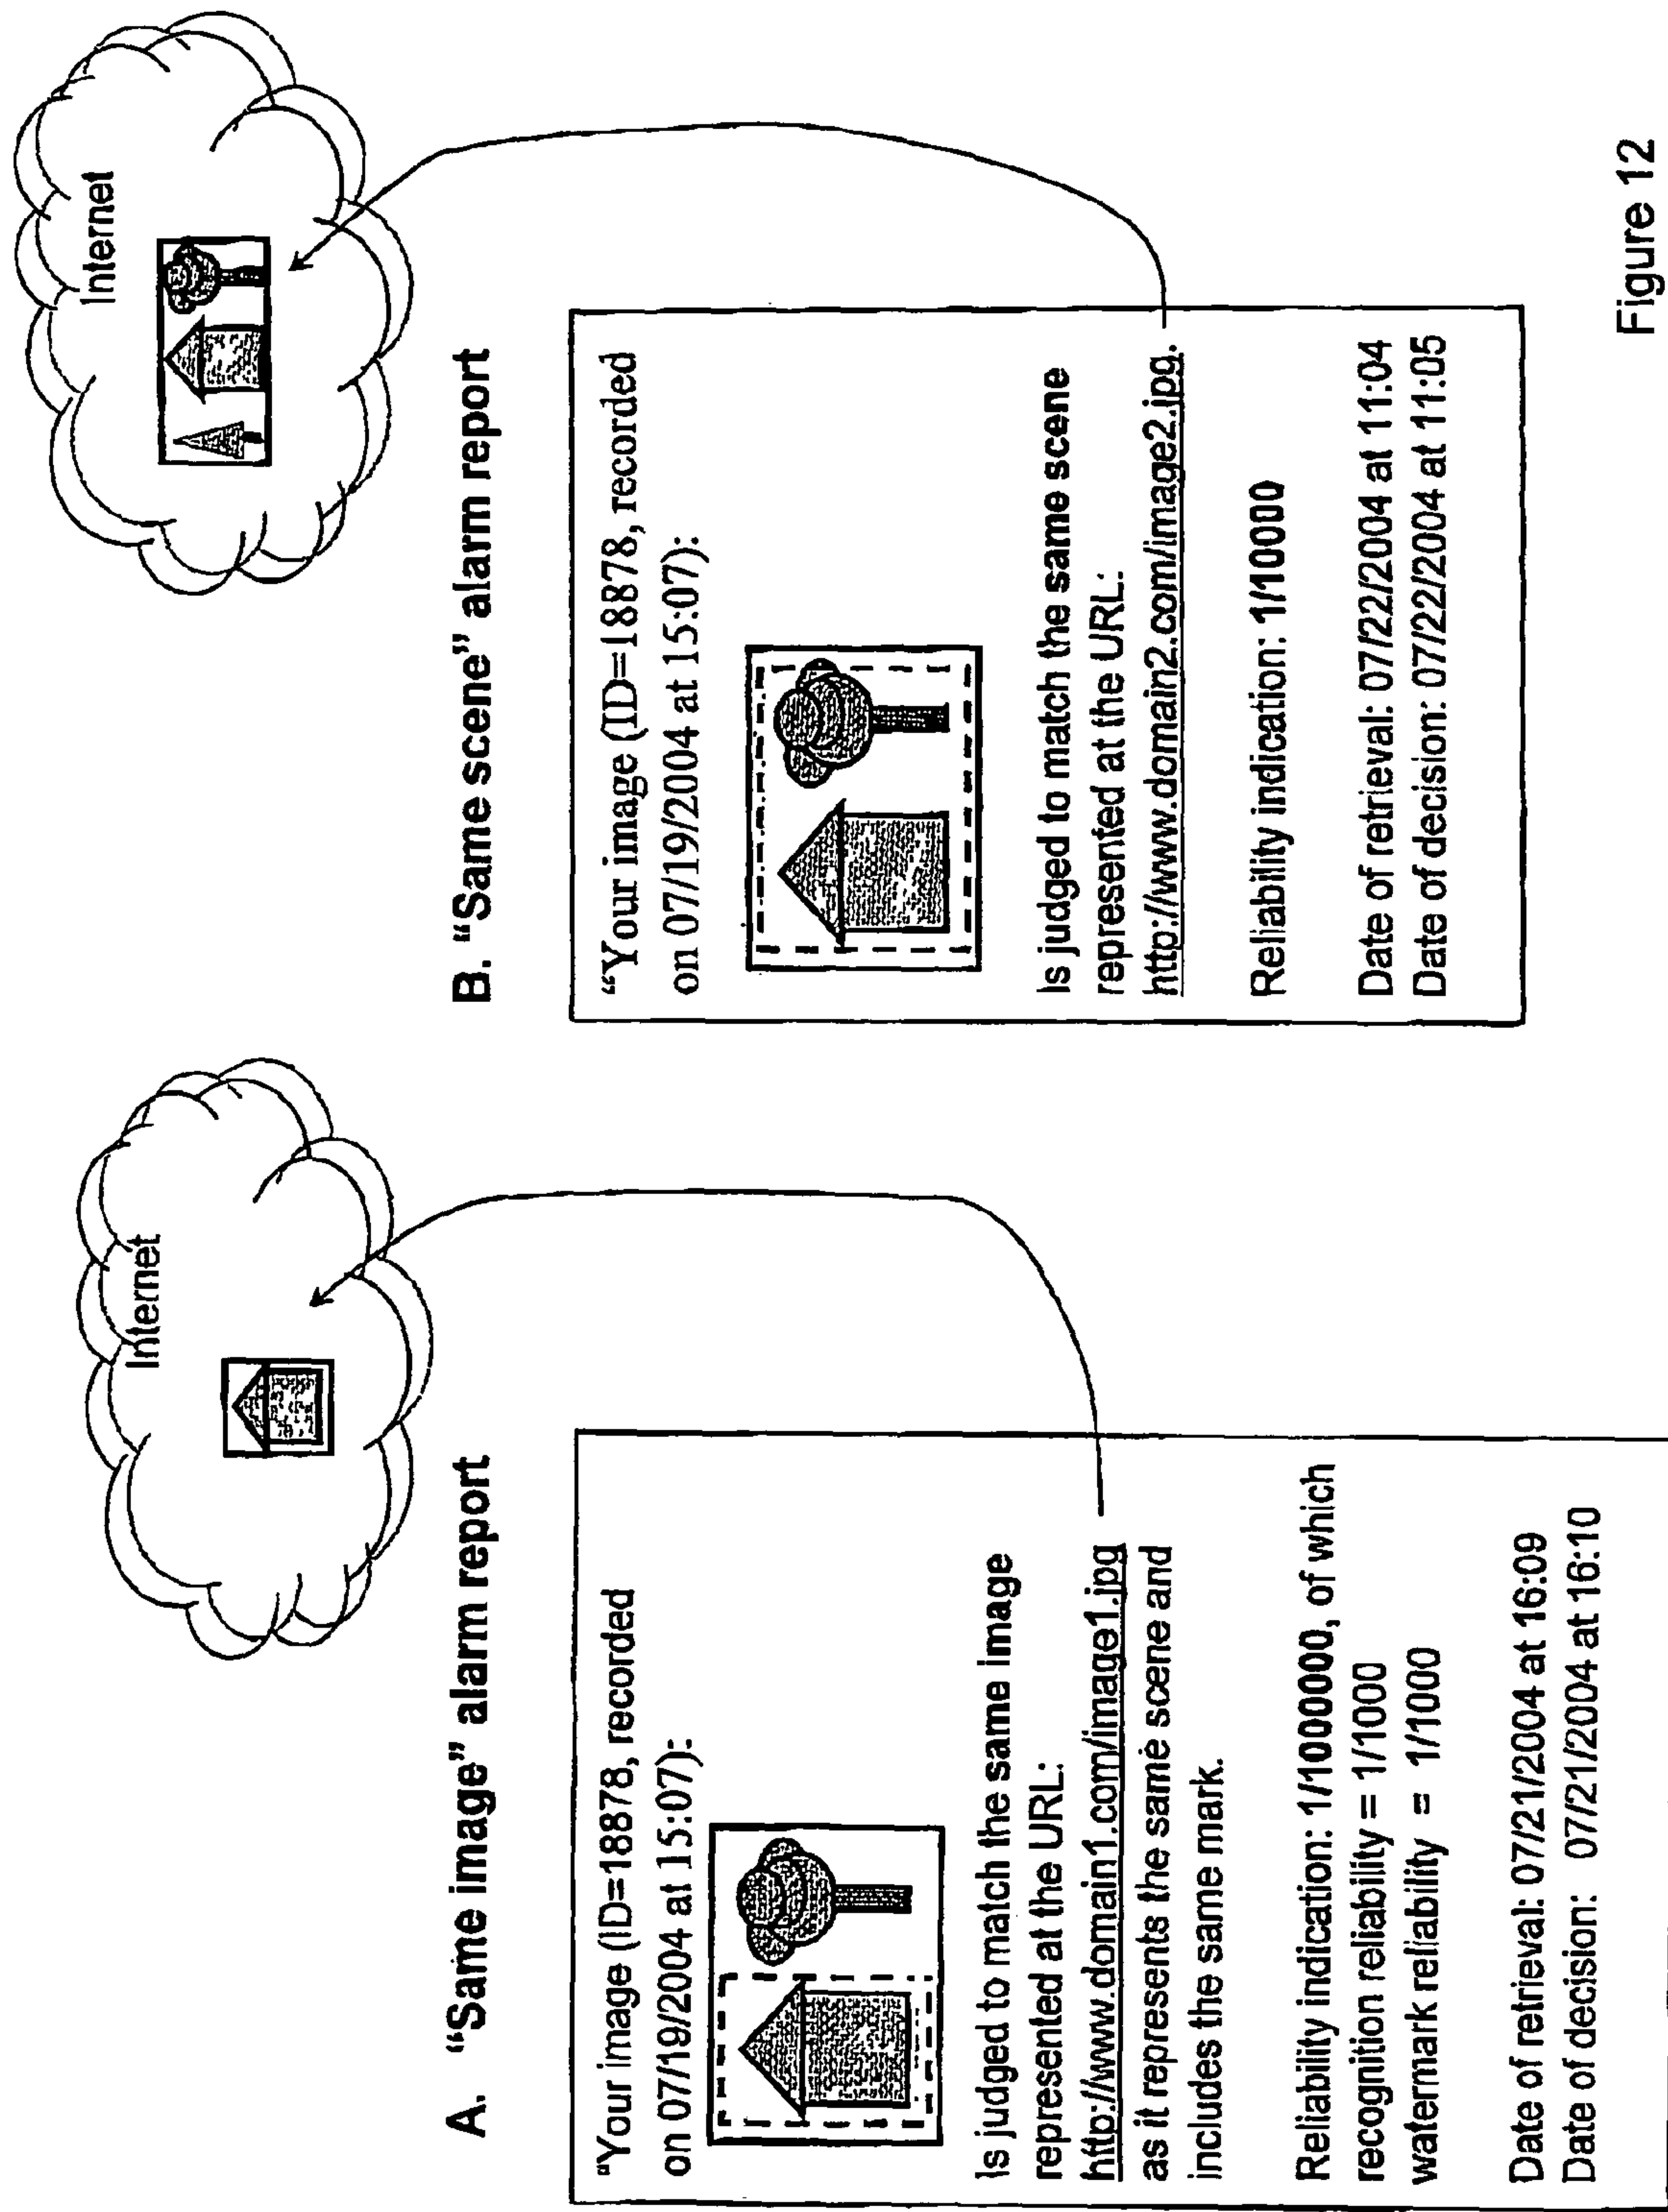 A. “Same image” alarm report
Internet
“Your image (ID=18878, recorded
on 07/19/2004 at 15:07):
Is judged to match the same image
represented at the URL:
http://www.domain1.com/image1.jpg
as it represents the same scene and
includes the same mark.
Reliability indication: 1/100000, of which
recognition reliability = 1/1000
watermark reliability = 1/1000
Date of retrieval: 07/21/2004 at 16:09
Date of decision: 07/21/2004 at 16:10
B. “Same scene” alarm report
Internet
“Your image (ID=18878, recorded
on 07/19/2004 at 15:07):
Is judged to match the same scene
represented at the URL:
http://www.domain2.com/image2.jpg.
Reliability indication: 1/10000
Date of retrieval: 07/22/2004 at 11:04
Date of decision: 07/22/2004 at 11:05
Figure 12